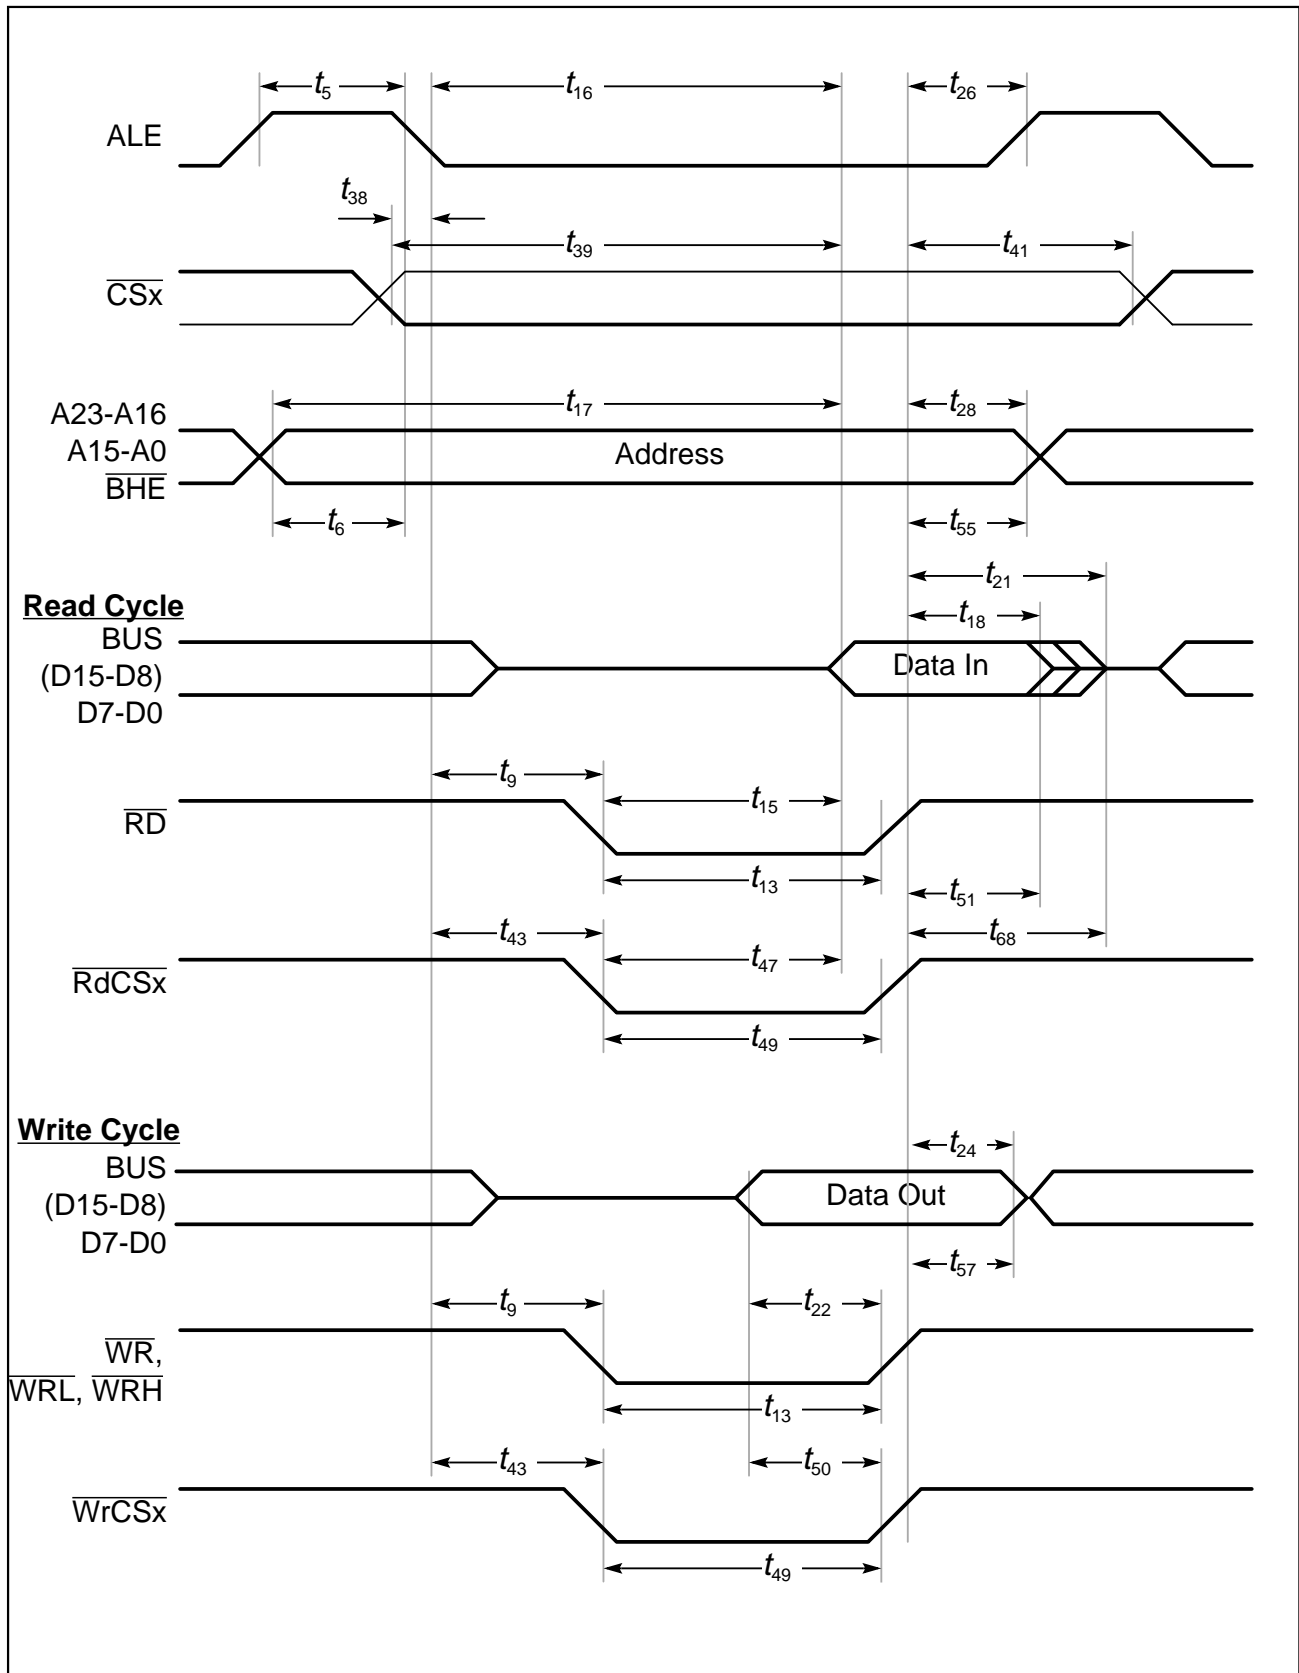 t5 t16 t26
ALE
t38
t39 t41
CSx
A23-A16 t17 t28
A15-A0 Address
BHE
t6 t55
t21
Read Cycle t18
BUS
(D15-D8) Data In
D7-D0
t9
t15
RD
t13 t51
t43 t47 t68
RdCSx
t49
Write Cycle
t24
BUS
(D15-D8) Data Out
D7-D0
t57
t9 t22
WR,
WRL, WRH
t13
t43 t50
WrCSx
t49